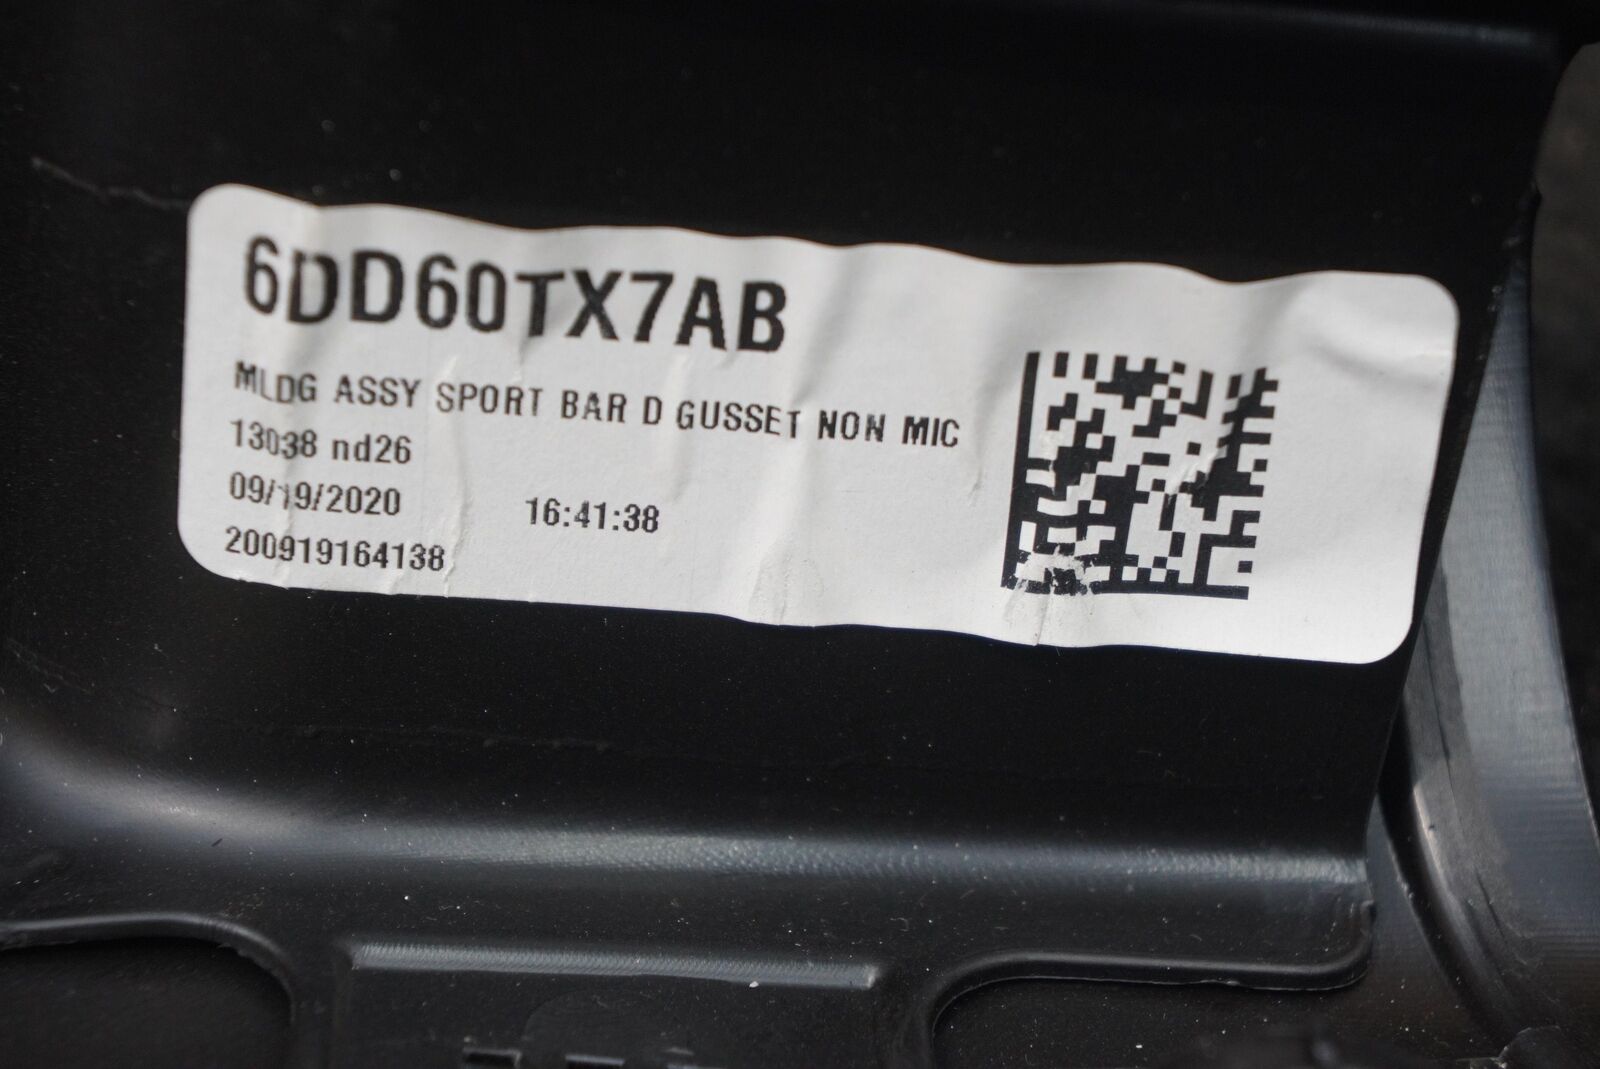 6DD60TX7AB
MLDG ASSY SPORT BAR D GUSSET NON MIC
13038 nd26
09/19/2020 16:41:38
200919164138